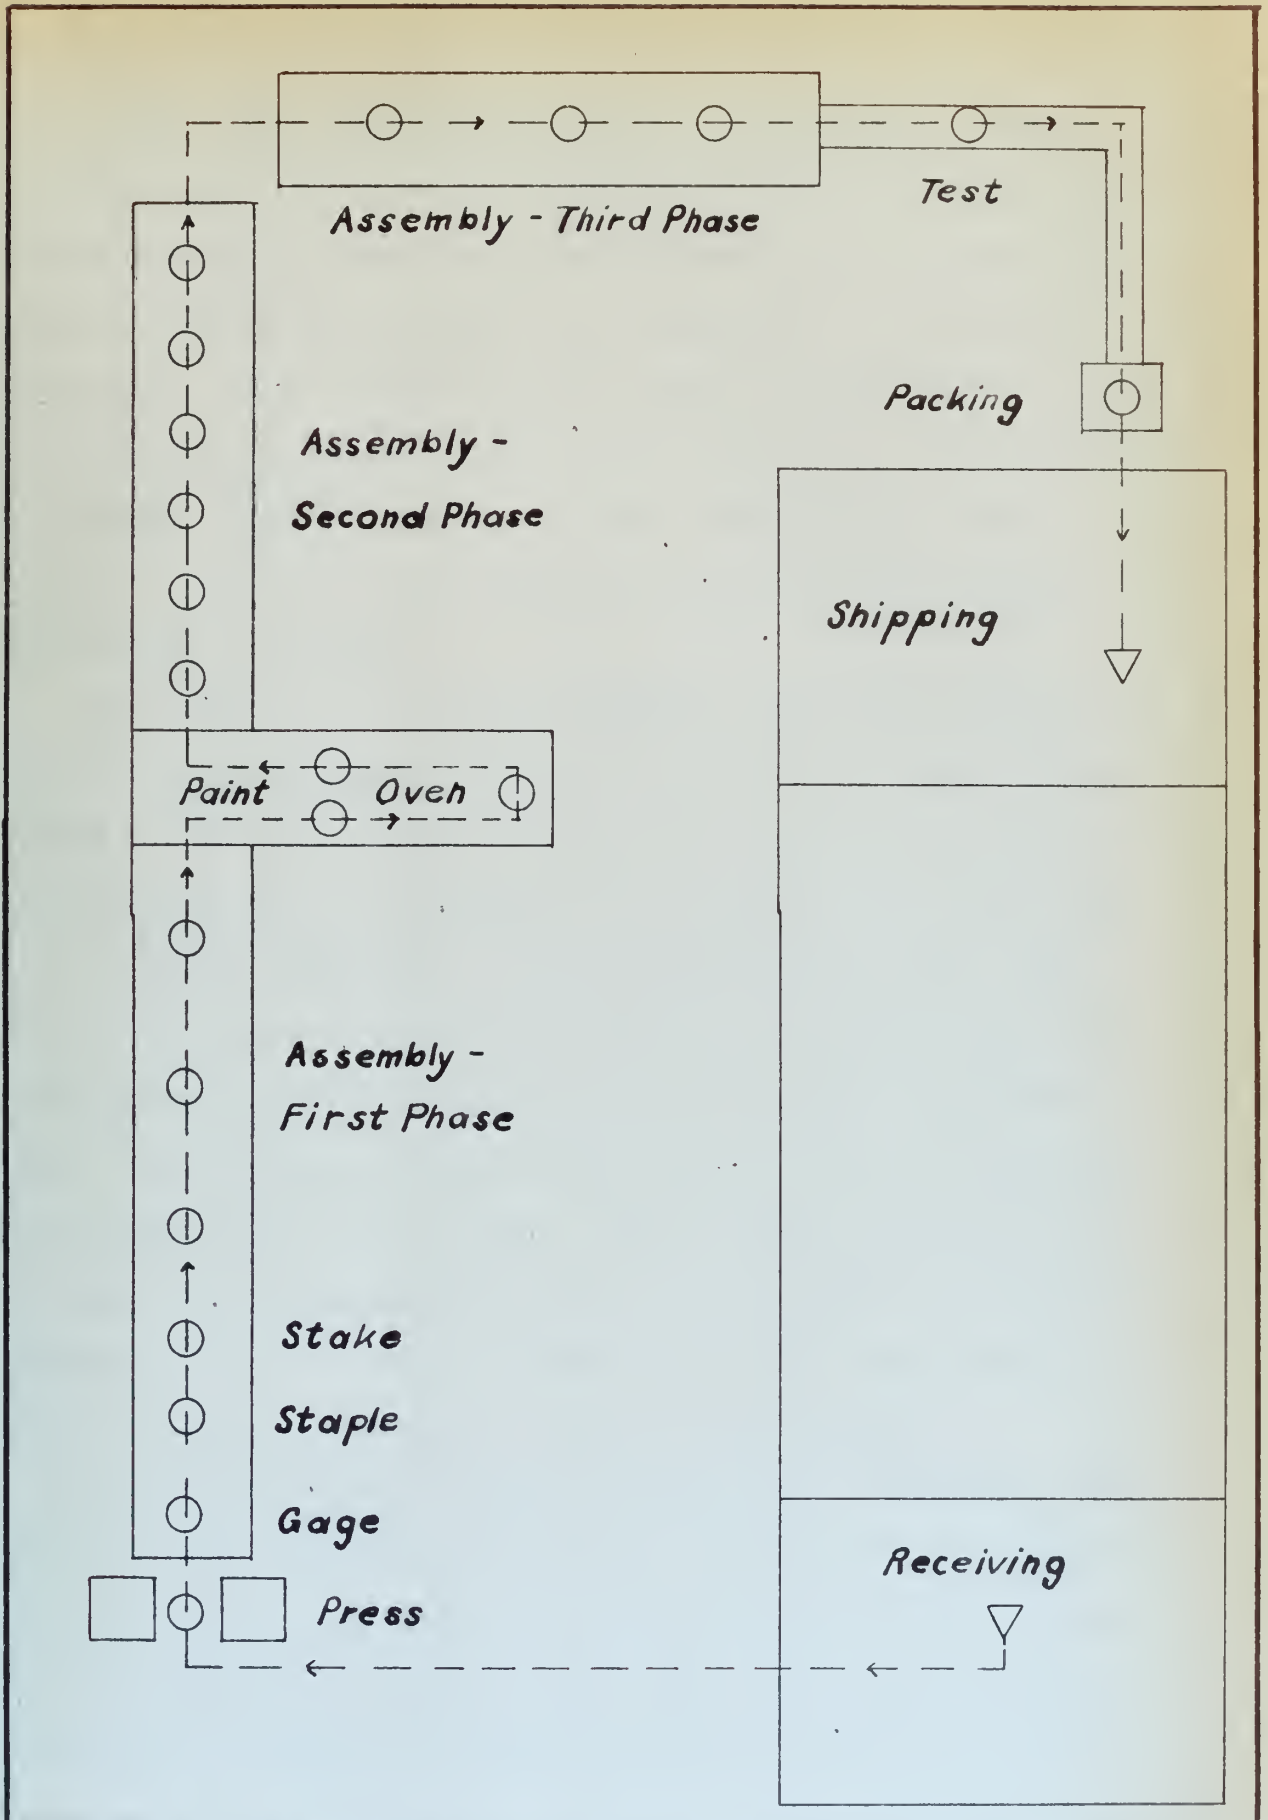 Assembly - Third Phase
Test
Packing
Assembly -
Second Phase
Shipping
Paint
Oven
Assembly -
First Phase
Stake
Staple
Gage
Receiving
Press